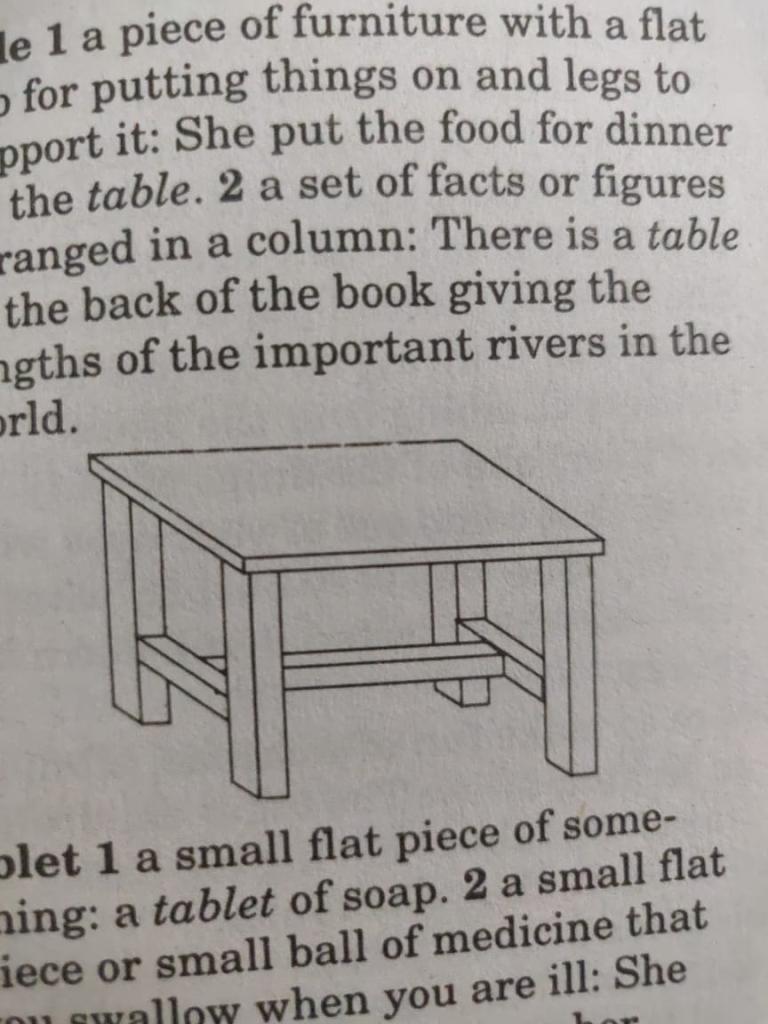 le 1 a piece of furniture with a flat
for putting things on and legs to
pport it: She put the food for dinner
the table. 2 a set of facts or figures
ranged in a column: There is a table
the back of the book giving the
ngths of the important rivers in the
orld.
blet 1 a small flat piece of some-
hing: a tablet of soap. 2 a small flat
iece or small ball of medicine that
you swallow when you are ill: She
her